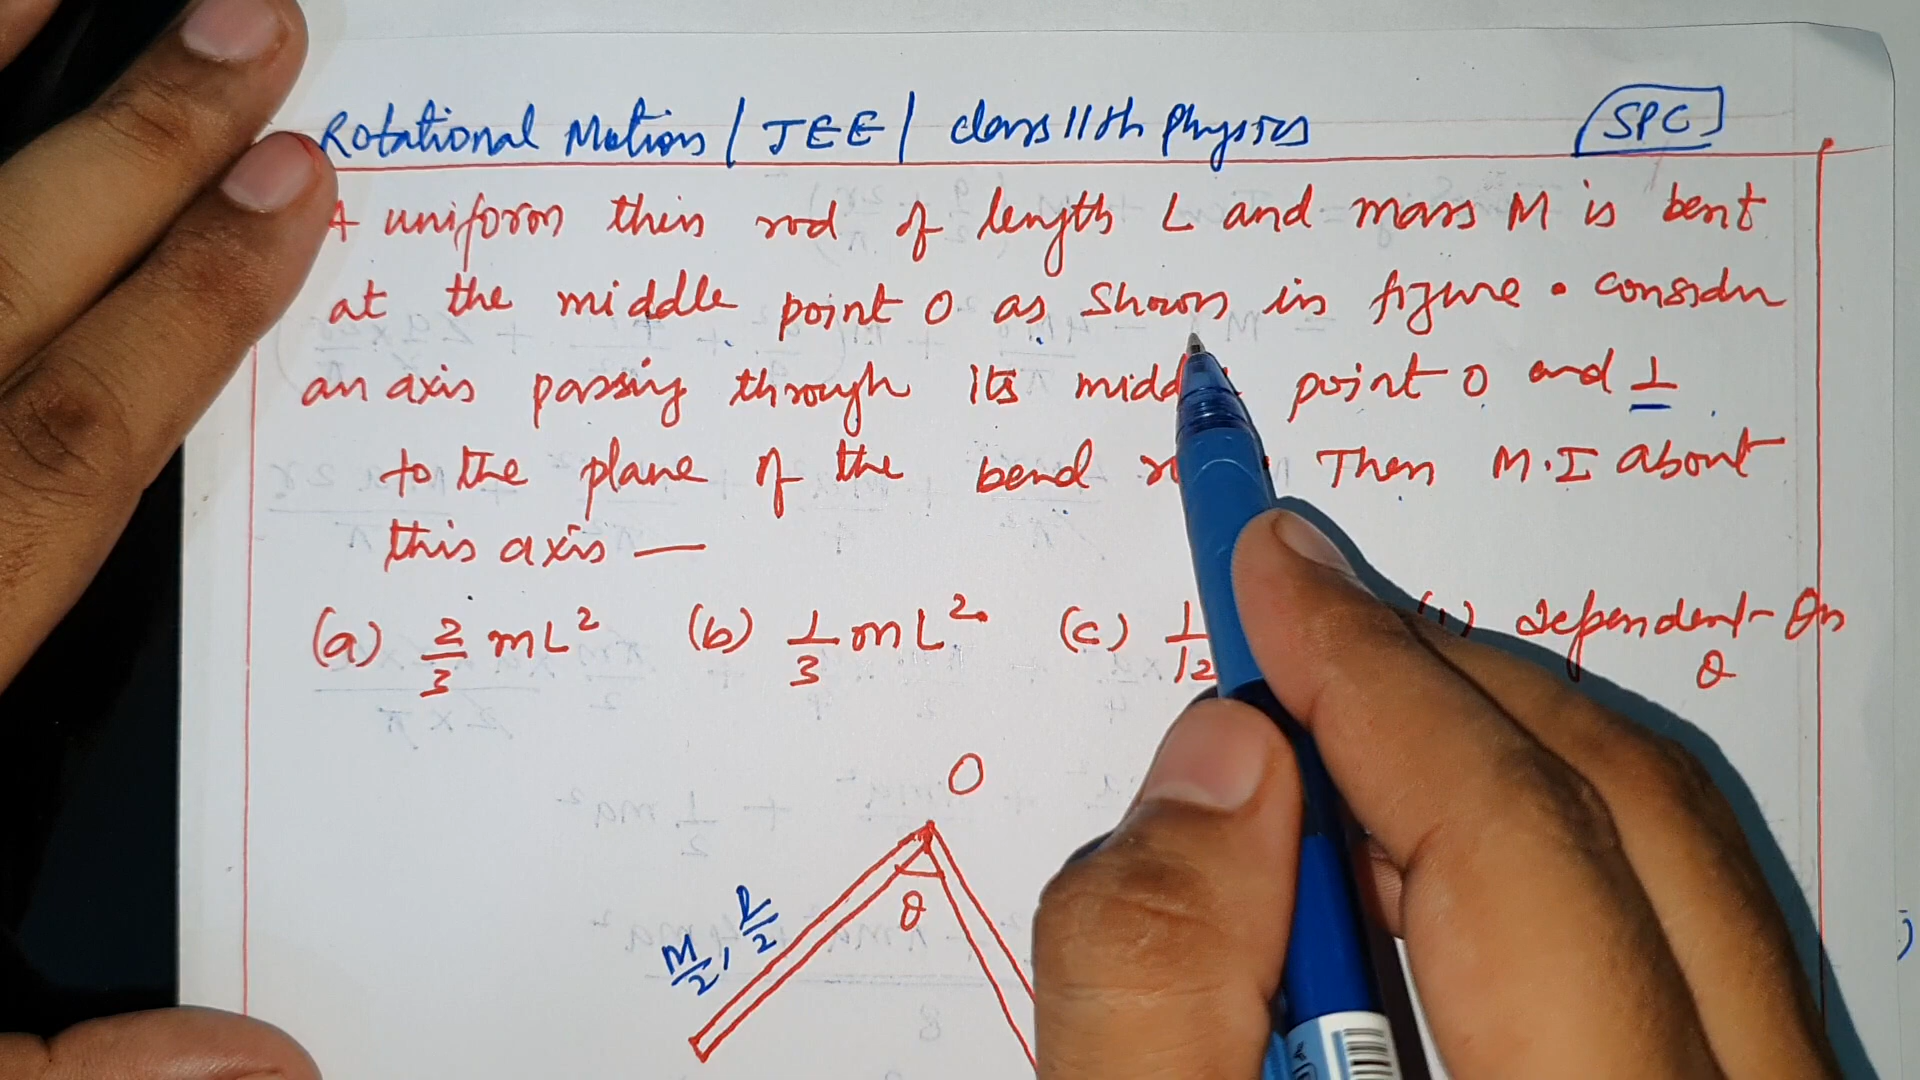 Rotational Motion / JEE / class 11th Physics
SPC
A uniform thin rod of length L and mass M is bent
at the middle point O as shown in figure. consider
an axis passing through its point O and ⊥
to the plane of the bend Then M.I about
this axis —
(a) 2/3 mL² (b) 1/3 mL² (c) 1/12 dependent on
θ
O
θ
M/2, L/2